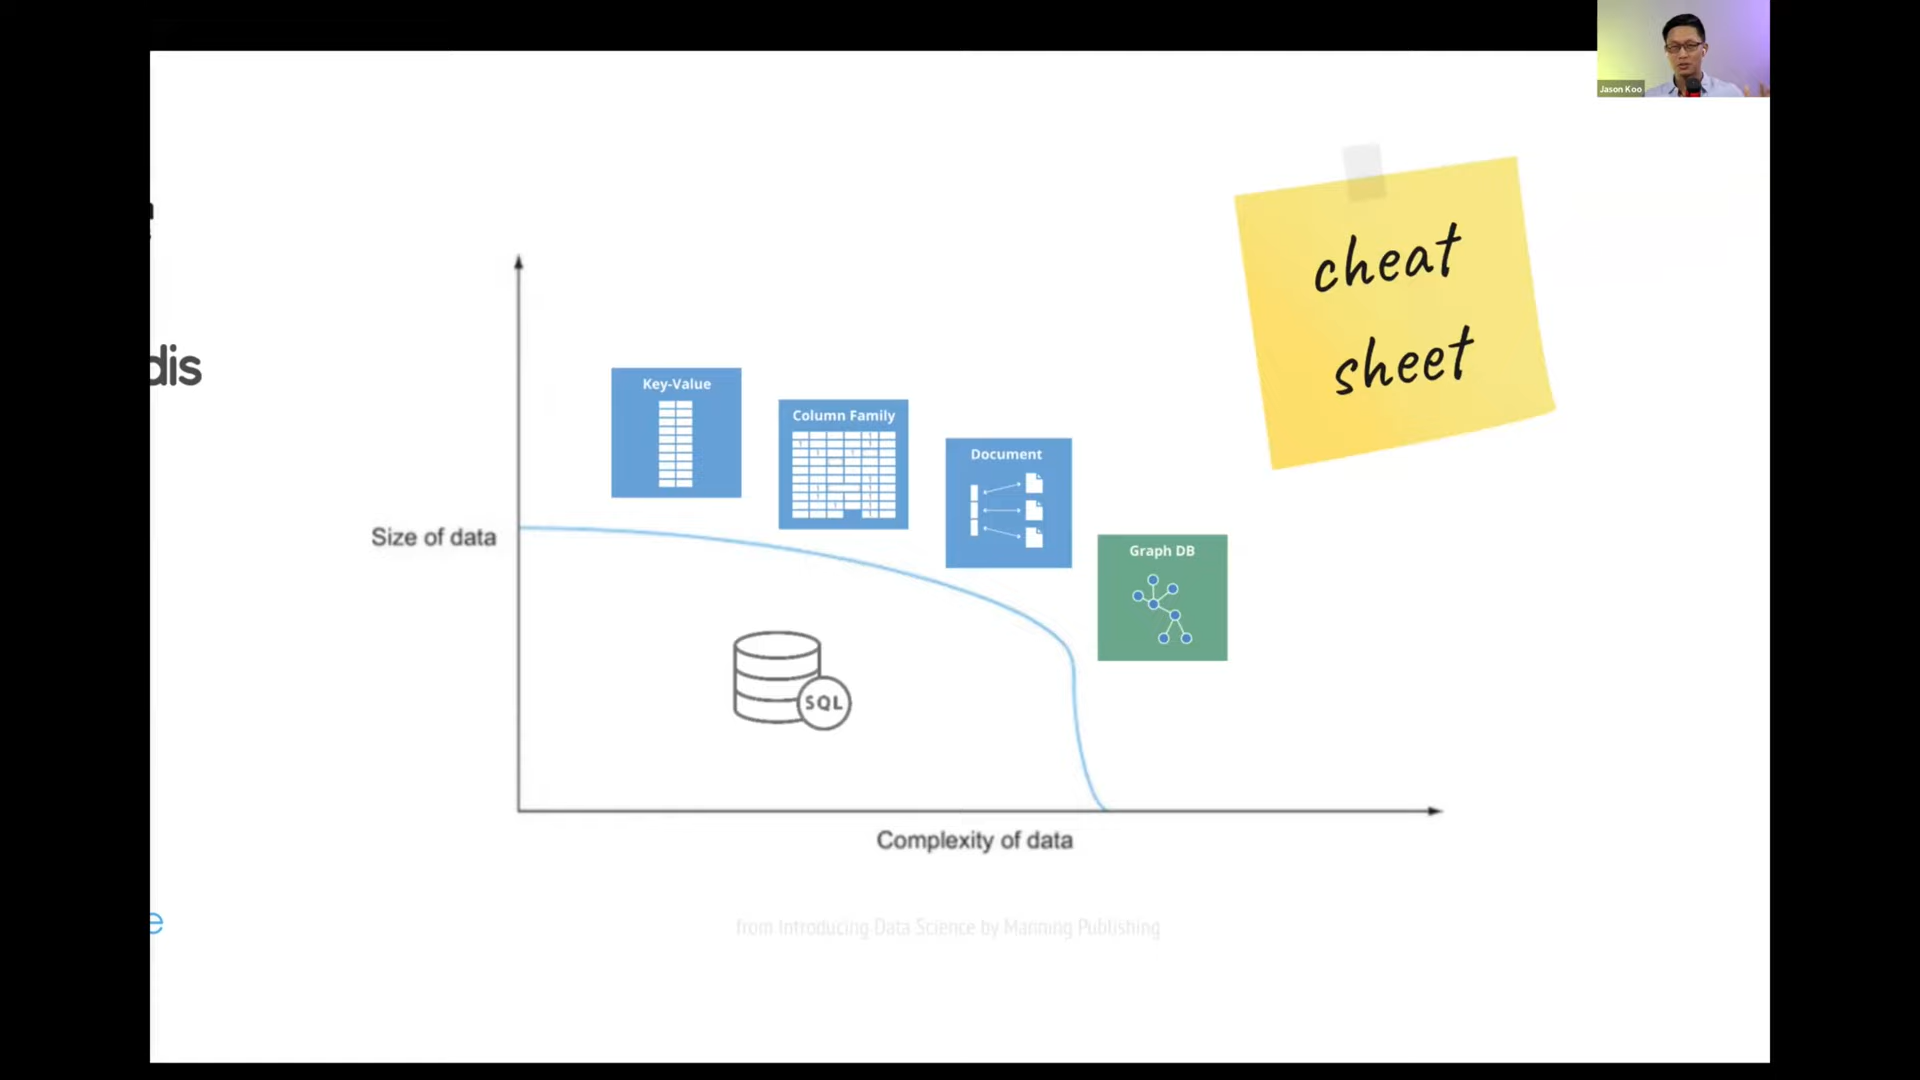 Jason Koo
cheat
sheet
dis
Key-Value
Column Family
Document
Graph DB
Size of data
SQL
Complexity of data
e
from Introducing Data Science by Manning Publishing